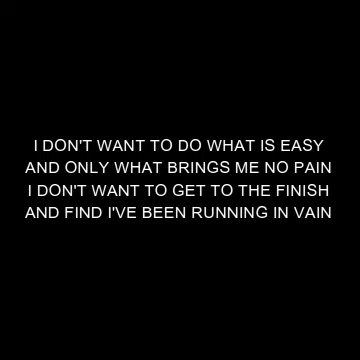 I DON'T WANT TO DO WHAT IS EASY
AND ONLY WHAT BRINGS ME NO PAIN
I DON'T WANT TO GET TO THE FINISH
AND FIND I'VE BEEN RUNNING IN VAIN